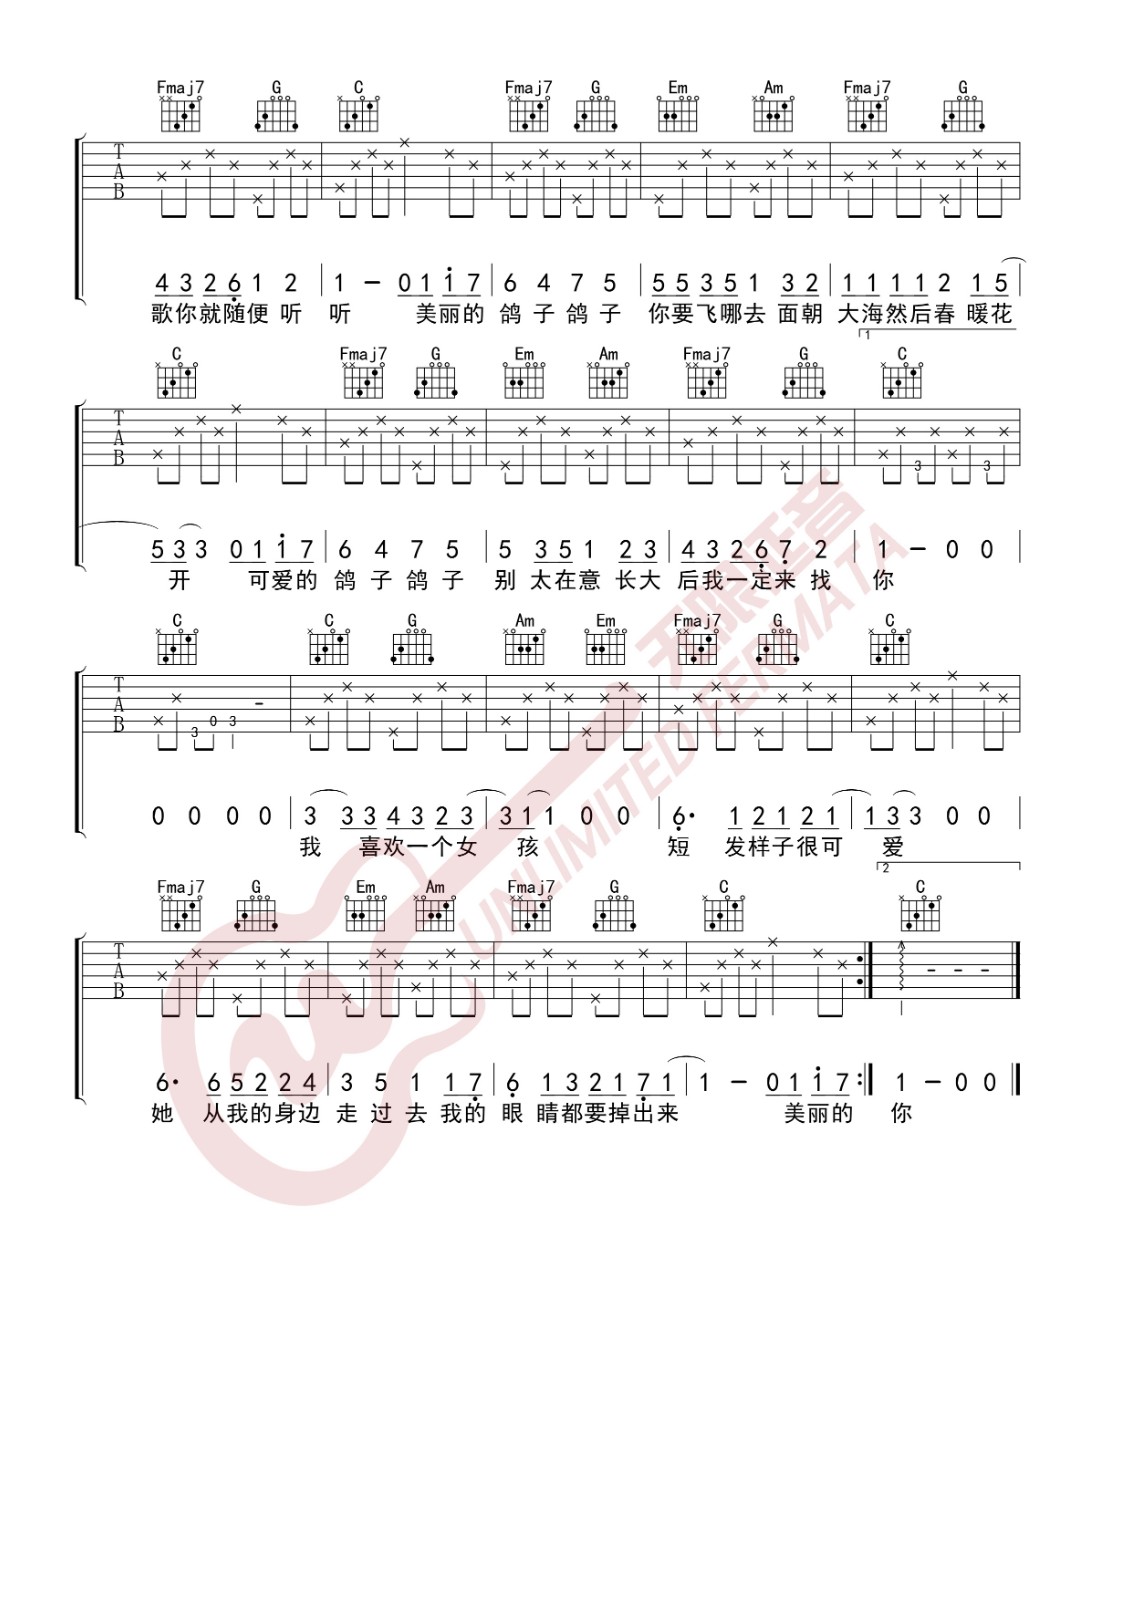 Fmaj7 G C Fmaj7 G Em Am Fmaj7 G
T
A
B
4 3 2 6 1 2 | 1 - 0 1 1 7 | 6 4 7 5 | 5 5 3 5 1 3 2 | 1 1 1 1 2 1 5 |
歌你就随便 听 听 美丽的 鸽 子 鸽 子 你要飞哪去 面朝 大海然后春 暖花
1
C Fmaj7 G Em Am Fmaj7 G C
T
A
B
3 3
5 3 3 0 1 1 7 | 6 4 7 5 | 5 3 5 1 2 3 | 4 3 2 6 7 2 | 1 - 0 0 |
开 可爱的 鸽 子 鸽 子 别 太在意 长大 后我一定来 找 你
C C G Am Em Fmaj7 G C
T
A
B
3 0 3 -
0 0 0 0 | 3 3 3 4 3 2 3 | 3 1 1 0 0 | 6· 1 2 1 2 1 | 1 3 3 0 0 |
我 喜欢一个女 孩 短 发样子很可 爱
2
Fmaj7 G Em Am Fmaj7 G C C
T
A
B
- - -
6· 6 5 2 2 4 | 3 5 1 1 7 | 6 1 3 2 1 7 1 | 1 - 0 1 1 7 :| 1 - 0 0 ||
她 从我的身边 走 过 去 我的 眼 睛都要掉出来 美丽的 你
无限延音
UNLIMITED FERMATA